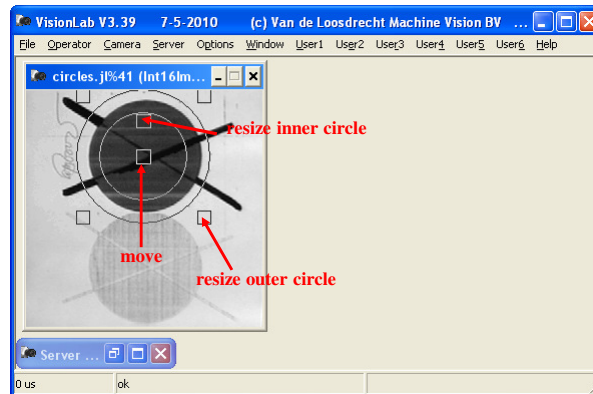 VisionLab V3.39 7-5-2010 (c) Van de Loosdrecht Machine Vision BV ...
File Operator Camera Server Options Window User1 User2 User3 User4 User5 User6 Help
circles.jl%41 (Int16Im...
resize inner circle
move
resize outer circle
Server ...
0 us ok